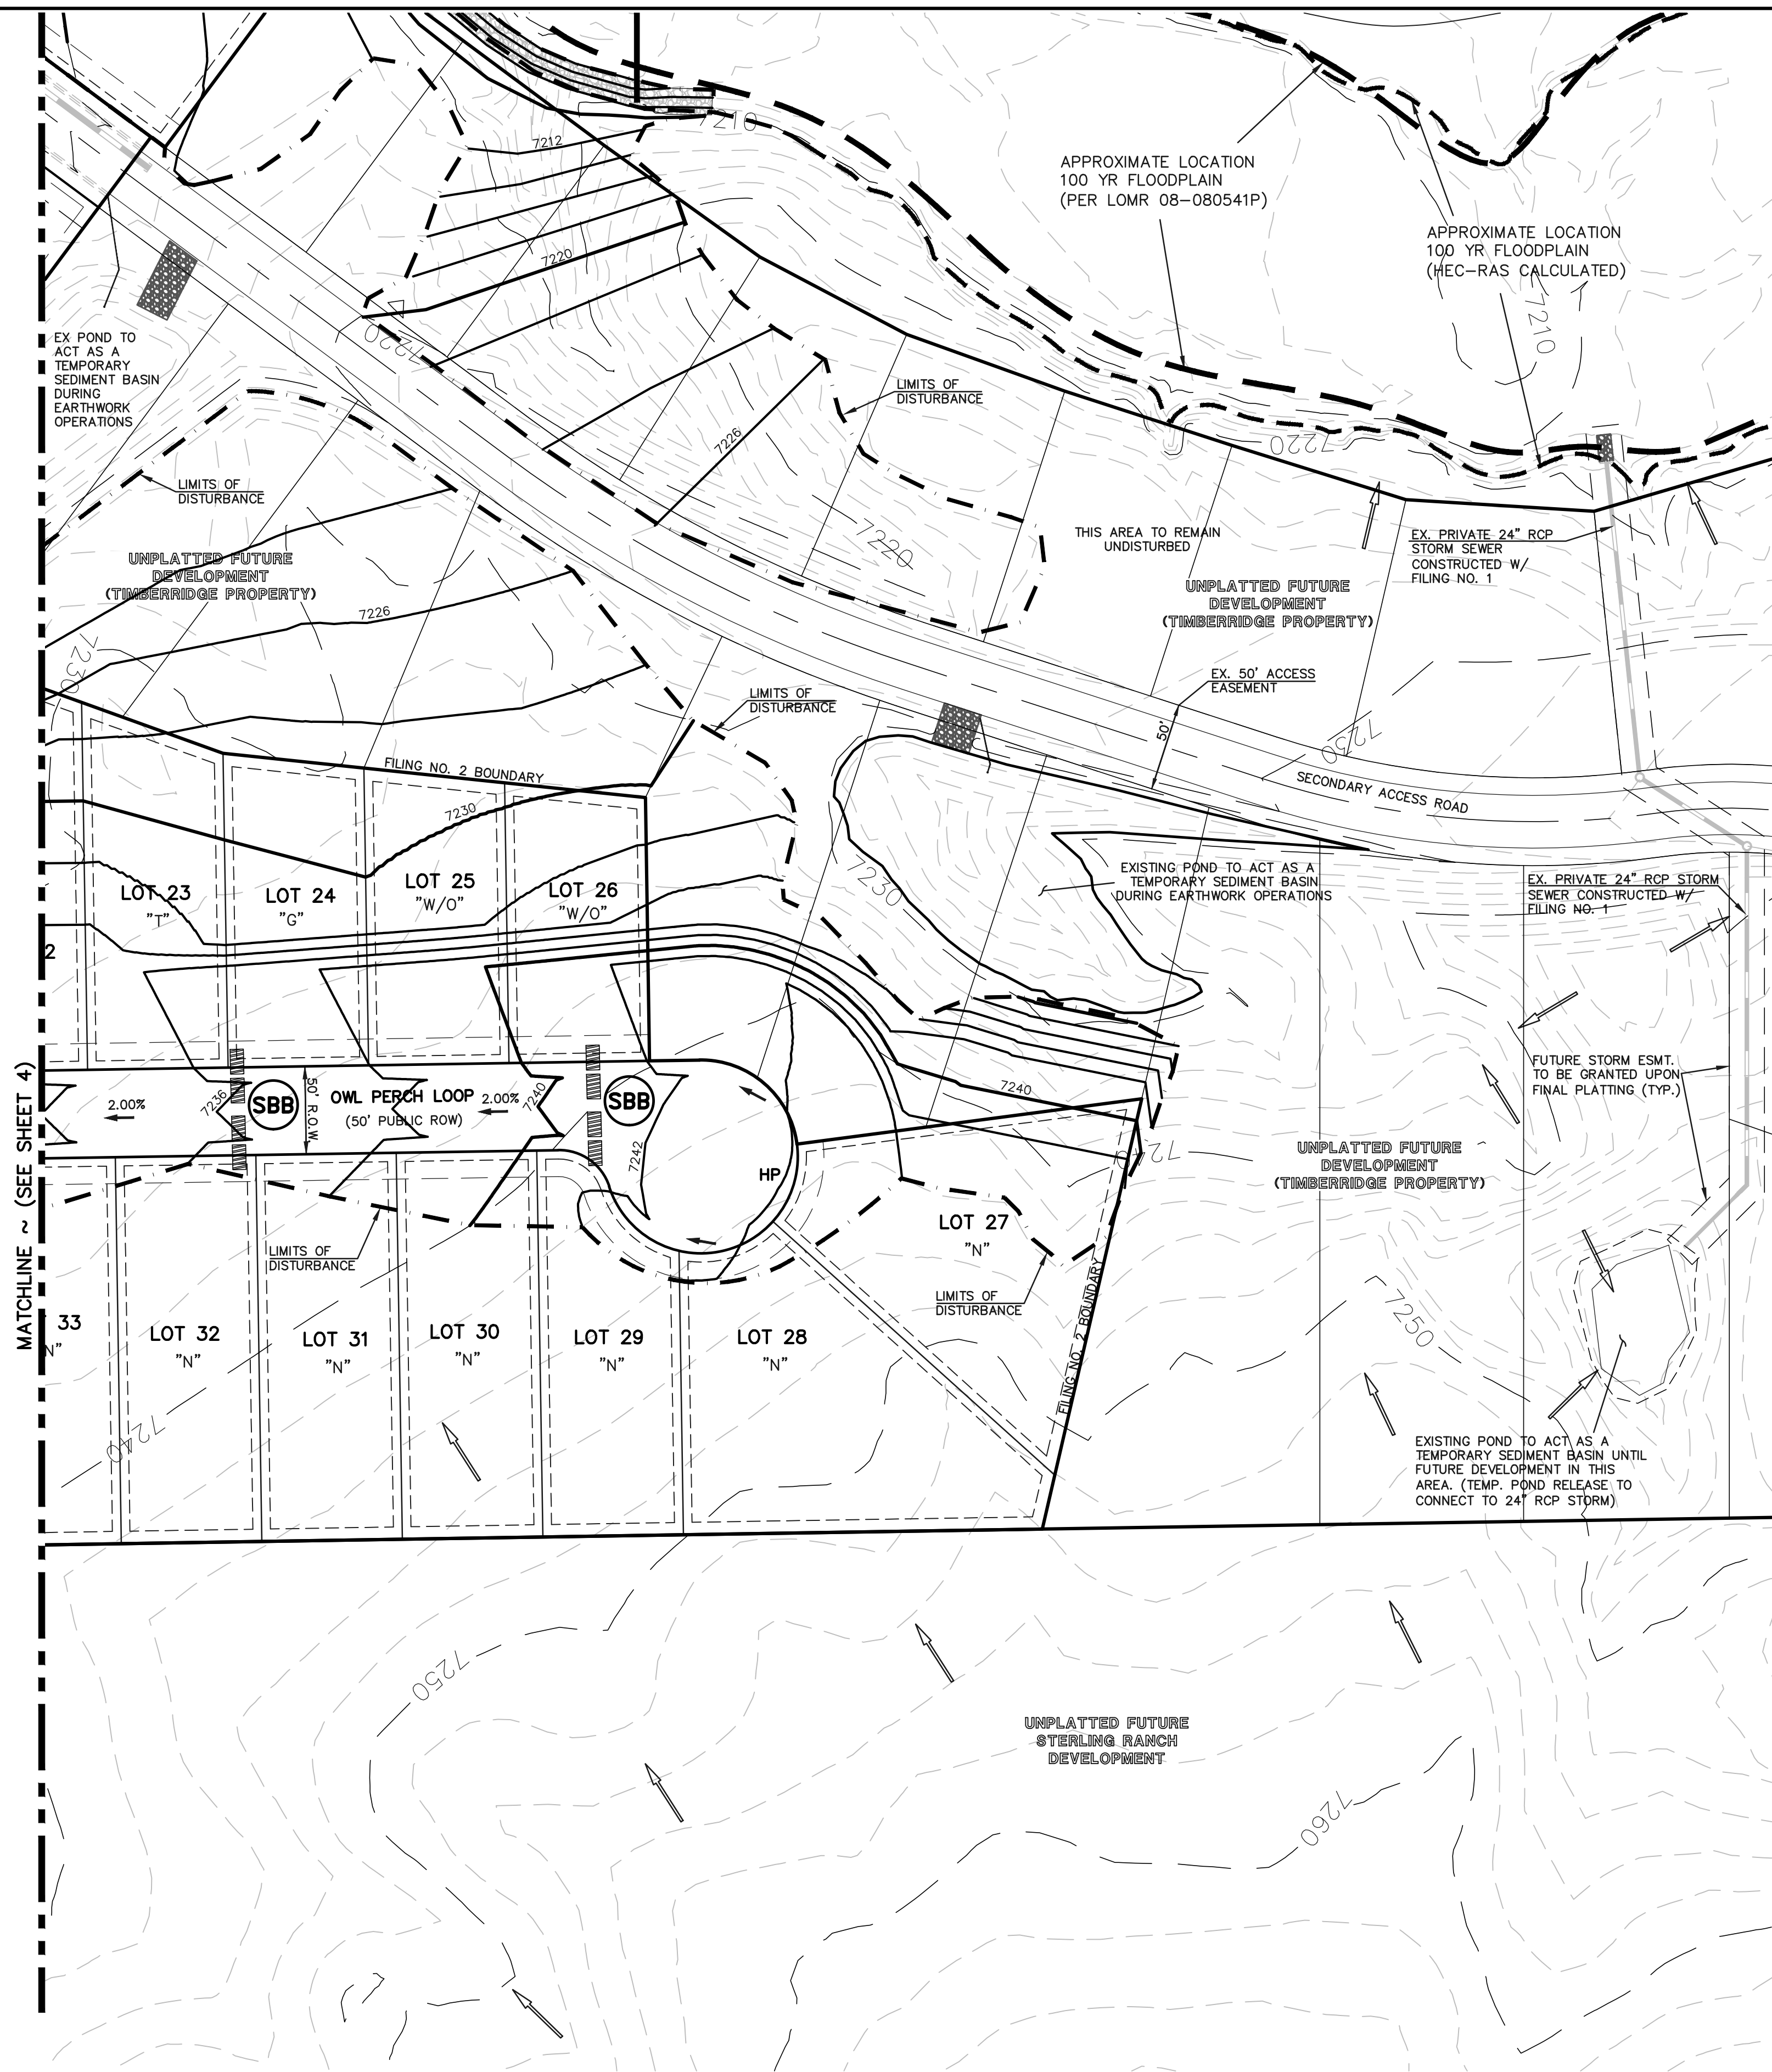 7210
7212
APPROXIMATE LOCATION
100 YR FLOODPLAIN
(PER LOMR 08-080541P)
APPROXIMATE LOCATION
100 YR FLOODPLAIN
(HEC-RAS CALCULATED)
7220
7210
7220
EX POND TO
ACT AS A
TEMPORARY
SEDIMENT BASIN
DURING
EARTHWORK
OPERATIONS
LIMITS OF
DISTURBANCE
7226
7220
LIMITS OF
DISTURBANCE
7220
THIS AREA TO REMAIN
UNDISTURBED
EX. PRIVATE 24" RCP
STORM SEWER
CONSTRUCTED W/
FILING NO. 1
UNPLATTED FUTURE
DEVELOPMENT
(TIMBERRIDGE PROPERTY)
UNPLATTED FUTURE
DEVELOPMENT
(TIMBERRIDGE PROPERTY)
7226
7230
EX. 50' ACCESS
EASEMENT
LIMITS OF
DISTURBANCE
50'
7250
FILING NO. 2 BOUNDARY
SECONDARY ACCESS ROAD
7230
7230
EXISTING POND TO ACT AS A
TEMPORARY SEDIMENT BASIN
DURING EARTHWORK OPERATIONS
EX. PRIVATE 24" RCP STORM
SEWER CONSTRUCTED W/
FILING NO. 1
LOT 23
"T"
LOT 24
"G"
LOT 25
"W/O"
LOT 26
"W/O"
2
FUTURE STORM ESMT.
TO BE GRANTED UPON
FINAL PLATTING (TYP.)
MATCHLINE ~ (SEE SHEET 4)
2.00%
7236
SBB
50' R.O.W.
OWL PERCH LOOP
(50' PUBLIC ROW)
2.00%
7240
SBB
7242
HP
7240
UNPLATTED FUTURE
DEVELOPMENT
(TIMBERRIDGE PROPERTY)
LOT 27
"N"
LIMITS OF
DISTURBANCE
LIMITS OF
DISTURBANCE
FILING NO. 2 BOUNDARY
7250
33
N"
LOT 32
"N"
LOT 31
"N"
LOT 30
"N"
LOT 29
"N"
LOT 28
"N"
7240
EXISTING POND TO ACT AS A
TEMPORARY SEDIMENT BASIN UNTIL
FUTURE DEVELOPMENT IN THIS
AREA. (TEMP. POND RELEASE TO
CONNECT TO 24" RCP STORM)
7250
UNPLATTED FUTURE
STERLING RANCH
DEVELOPMENT
7260